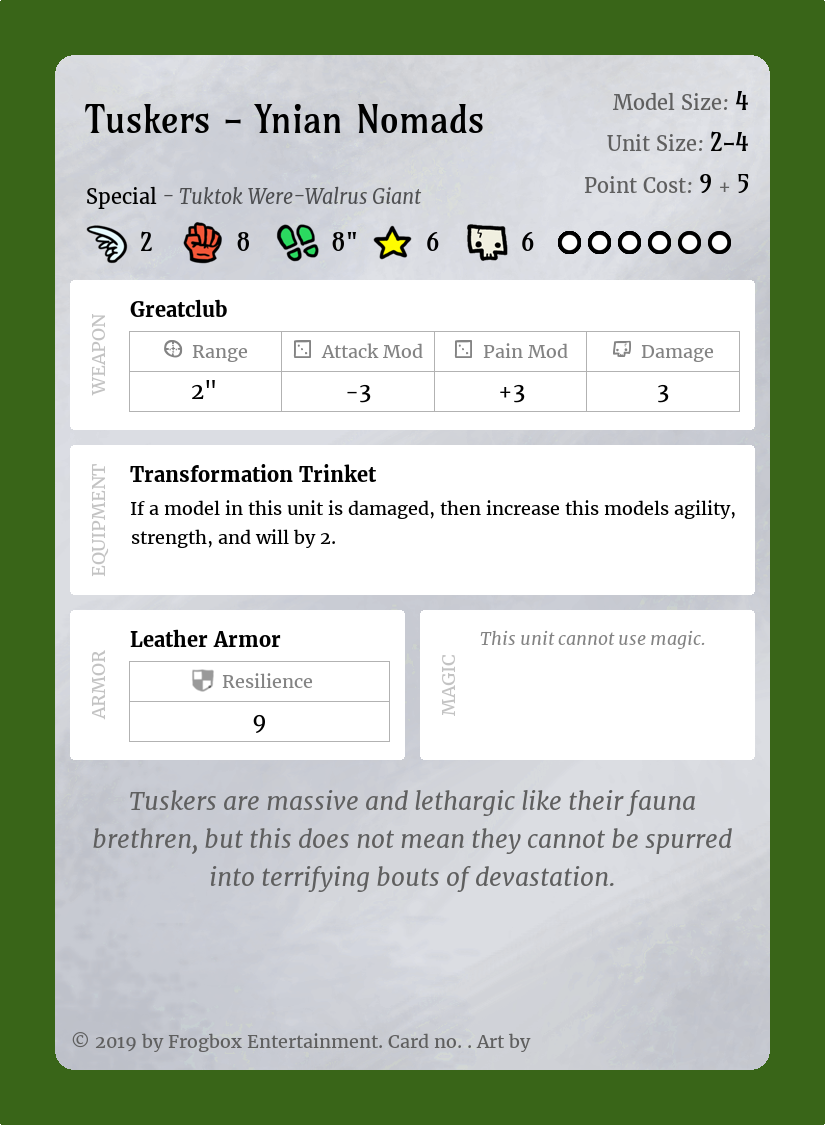 Tuskers - Ynian Nomads
Model Size: 4
Unit Size: 2-4
Point Cost: 9 + 5
Special - Tuktok Were-Walrus Giant
2 8 8" 6 6
WEAPON
Greatclub
Range Attack Mod Pain Mod Damage
2" -3 +3 3
EQUIPMENT
Transformation Trinket
If a model in this unit is damaged, then increase this models agility,
strength, and will by 2.
ARMOR
Leather Armor
Resilience
9
MAGIC
This unit cannot use magic.
Tuskers are massive and lethargic like their fauna
brethren, but this does not mean they cannot be spurred
into terrifying bouts of devastation.
© 2019 by Frogbox Entertainment. Card no. . Art by